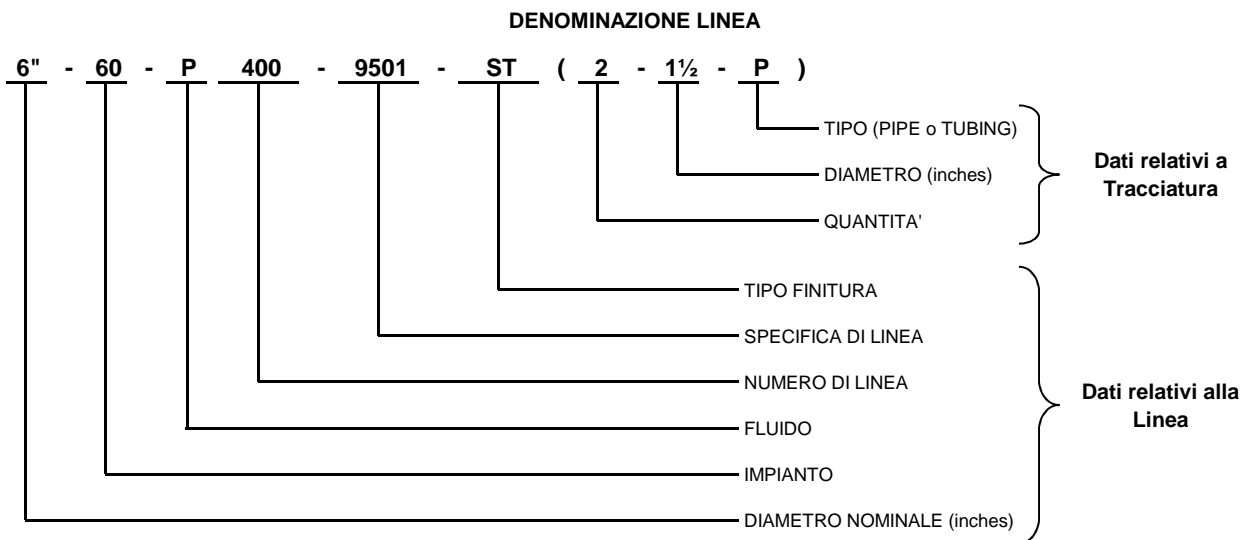 DENOMINAZIONE LINEA
6" - 60 - P 400 - 9501 - ST ( 2 - 1½ - P )
TIPO (PIPE o TUBING)
DIAMETRO (inches)
QUANTITA'
Dati relativi a
Tracciatura
TIPO FINITURA
SPECIFICA DI LINEA
NUMERO DI LINEA
FLUIDO
IMPIANTO
DIAMETRO NOMINALE (inches)
Dati relativi alla
Linea